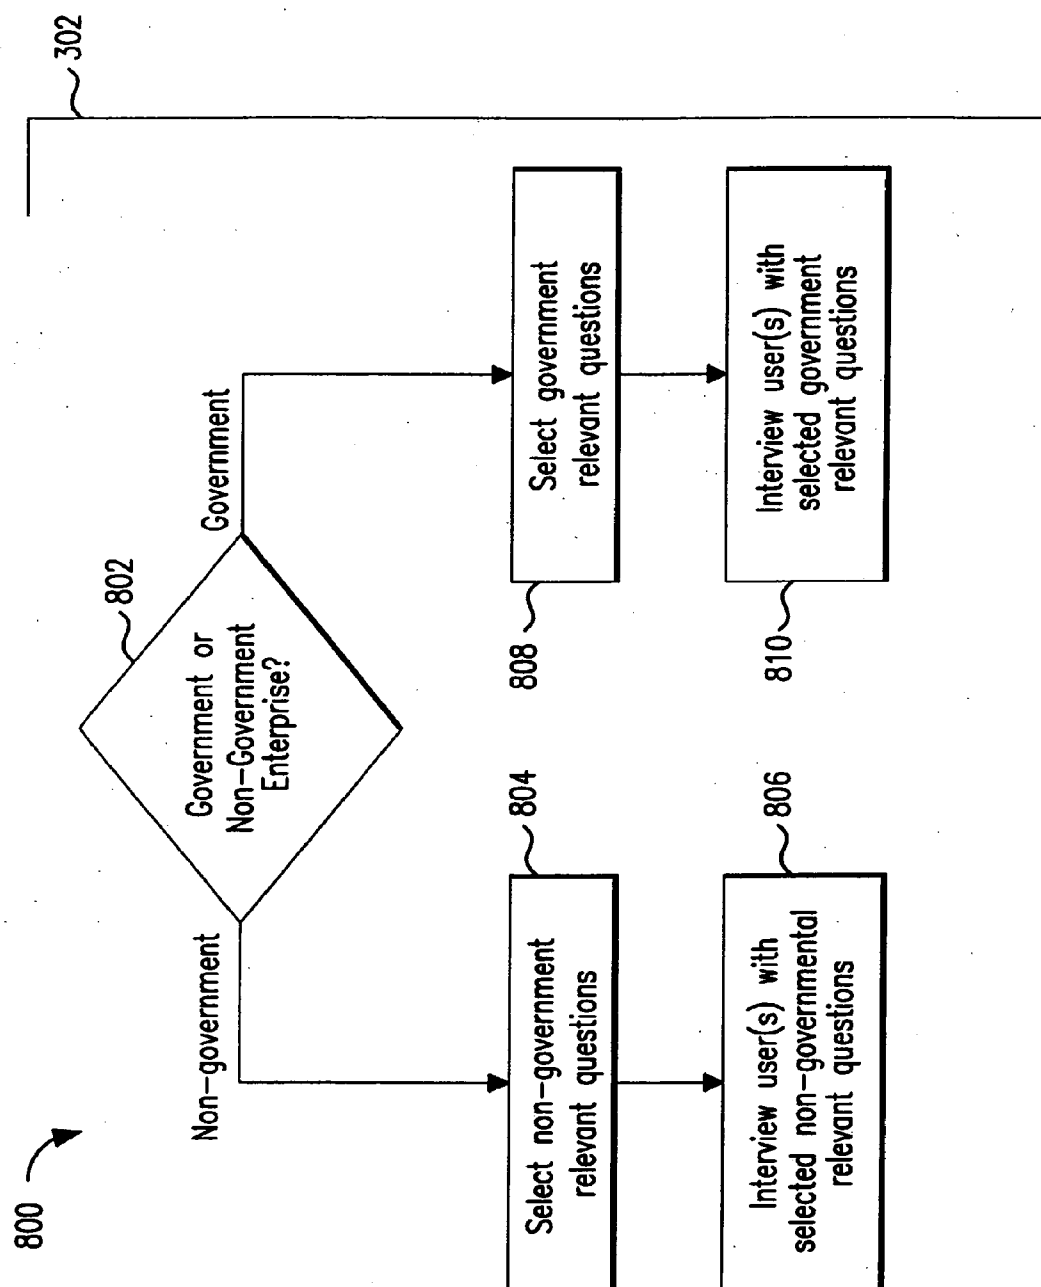 800
302
802
Government or
Non-Government
Enterprise?
Non-government
Government
804
Select non-government
relevant questions
808
Select government
relevant questions
806
Interview user(s) with
selected non-governmental
relevant questions
810
Interview user(s) with
selected government
relevant questions